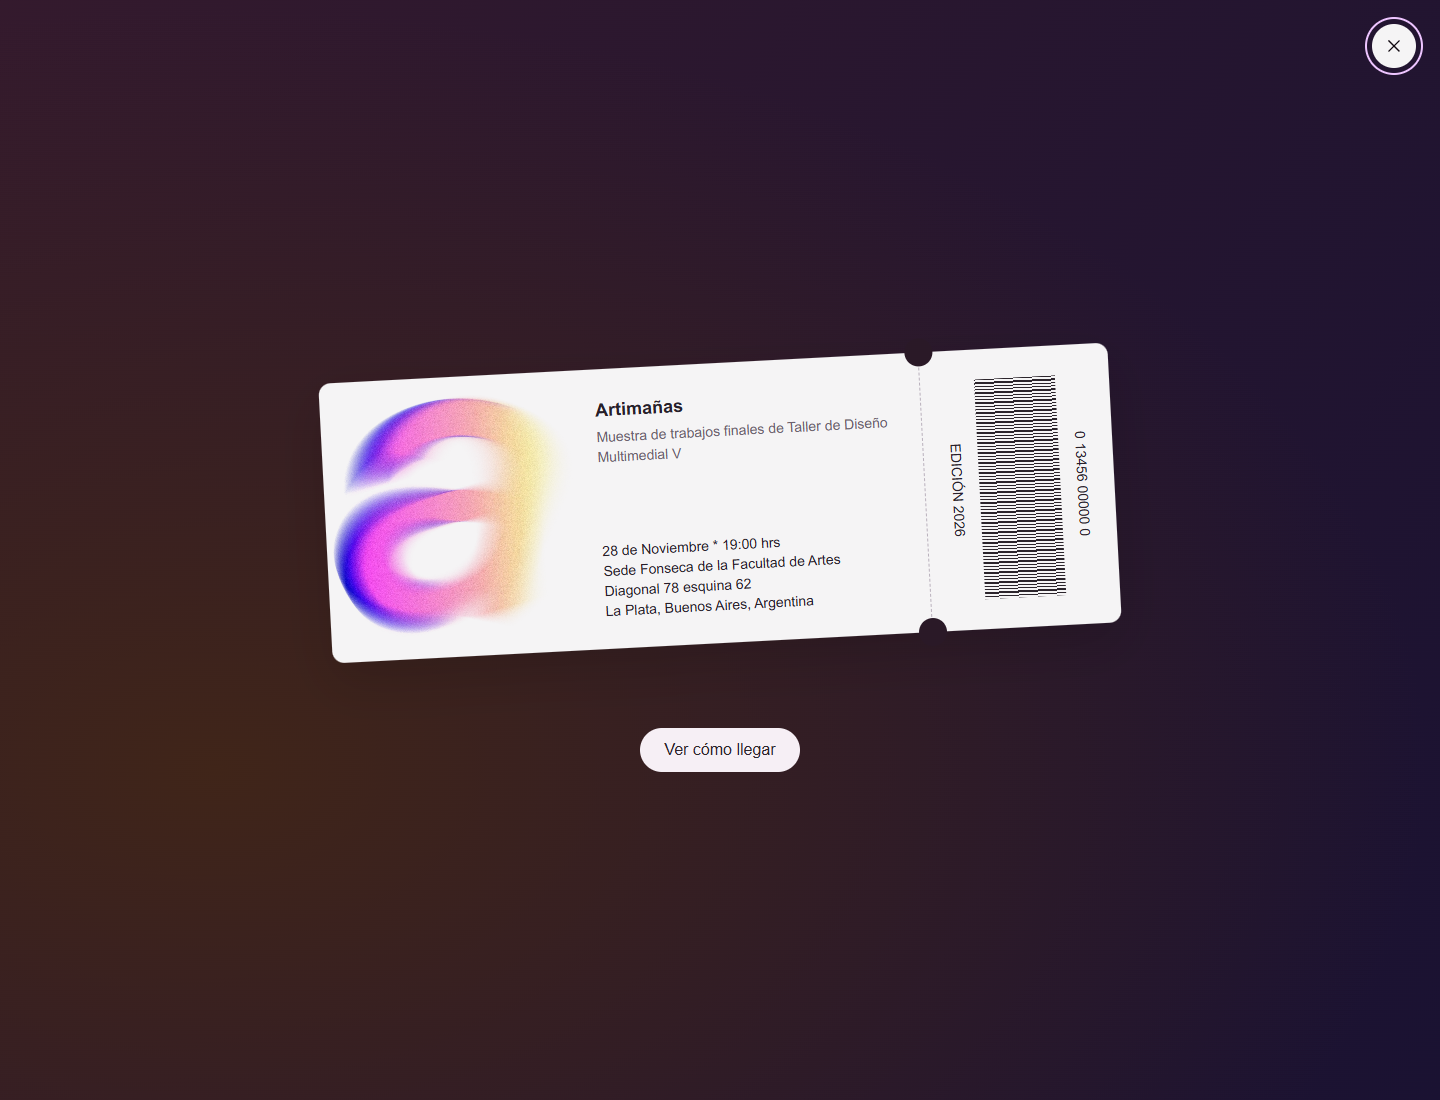 a
Artimañas
Muestra de trabajos finales de Taller de Diseño
Multimedial V
28 de Noviembre * 19:00 hrs
Sede Fonseca de la Facultad de Artes
Diagonal 78 esquina 62
La Plata, Buenos Aires, Argentina
EDICIÓN 2026
0 13456 00000 0
Ver cómo llegar